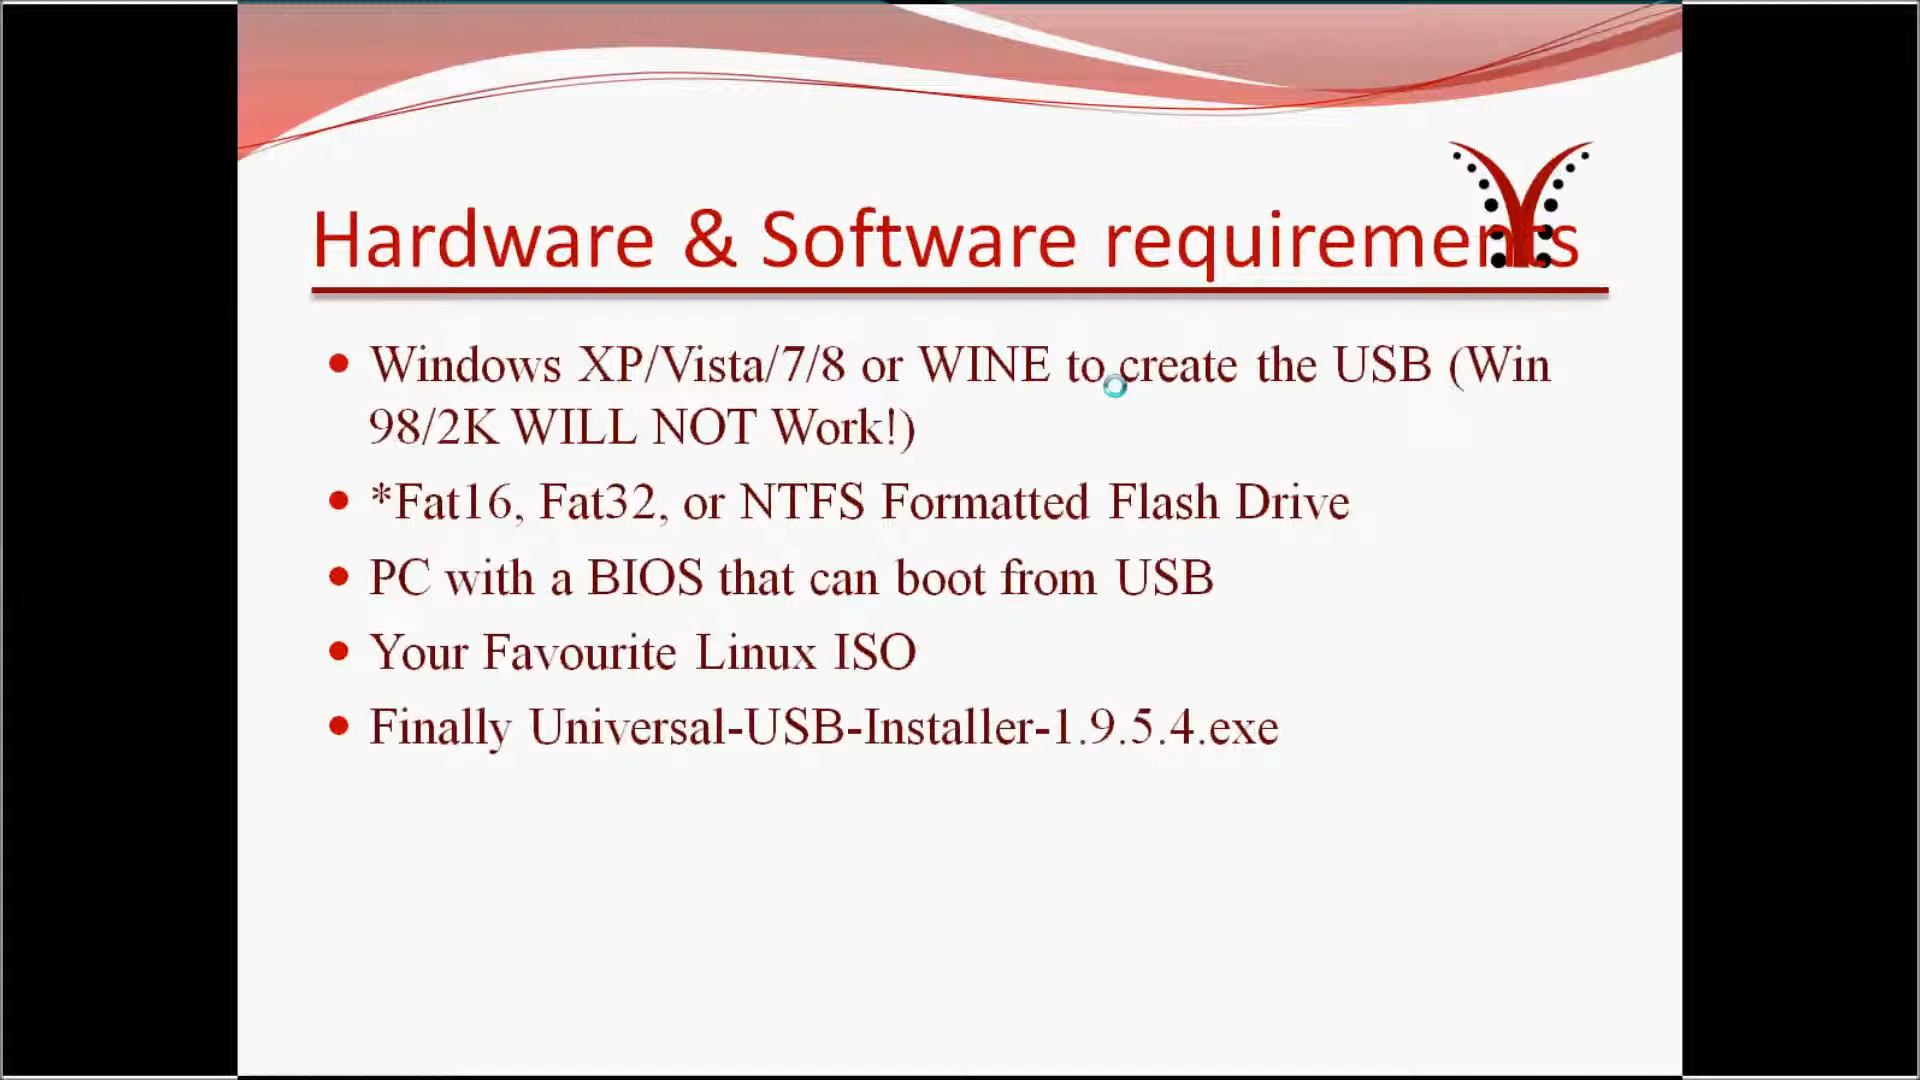 Hardware & Software requirements
Windows XP/Vista/7/8 or WINE to create the USB (Win
98/2K WILL NOT Work!)
*Fat16, Fat32, or NTFS Formatted Flash Drive
PC with a BIOS that can boot from USB
Your Favourite Linux ISO
Finally Universal-USB-Installer-1.9.5.4.exe